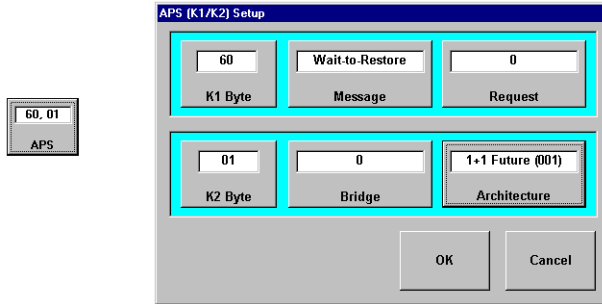 APS (K1/K2) Setup
60
Wait-to-Restore
0
K1 Byte
Message
Request
60, 01
APS
01
0
1+1 Future (001)
K2 Byte
Bridge
Architecture
OK
Cancel